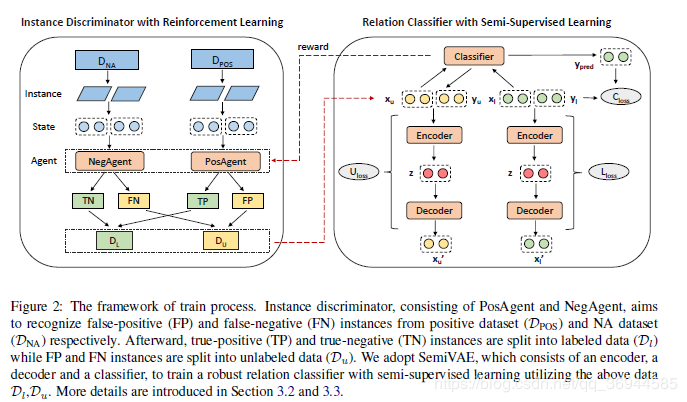 Instance Discriminator with Reinforcement Learning
Relation Classifier with Semi-Supervised Learning
reward
D_NA
D_POS
Instance
State
Agent
NegAgent
PosAgent
TN
FN
TP
FP
D_L
D_U
Classifier
y_pred
x_u
y_u
x_l
y_l
C_loss
Encoder
Encoder
U_loss
z
z
L_loss
Decoder
Decoder
x_u'
x_l'
Figure 2: The framework of train process. Instance discriminator, consisting of PosAgent and NegAgent, aims
to recognize false-positive (FP) and false-negative (FN) instances from positive dataset (D_POS) and NA dataset
(D_NA) respectively. Afterward, true-positive (TP) and true-negative (TN) instances are split into labeled data (D_l)
while FP and FN instances are split into unlabeled data (D_u). We adopt SemiVAE, which consists of an encoder, a
decoder and a classifier, to train a robust relation classifier with semi-supervised learning utilizing the above data
D_l,D_u. More details are introduced in Section 3.2 and 3.3.
https://blog.csdn.net/qq_36944585